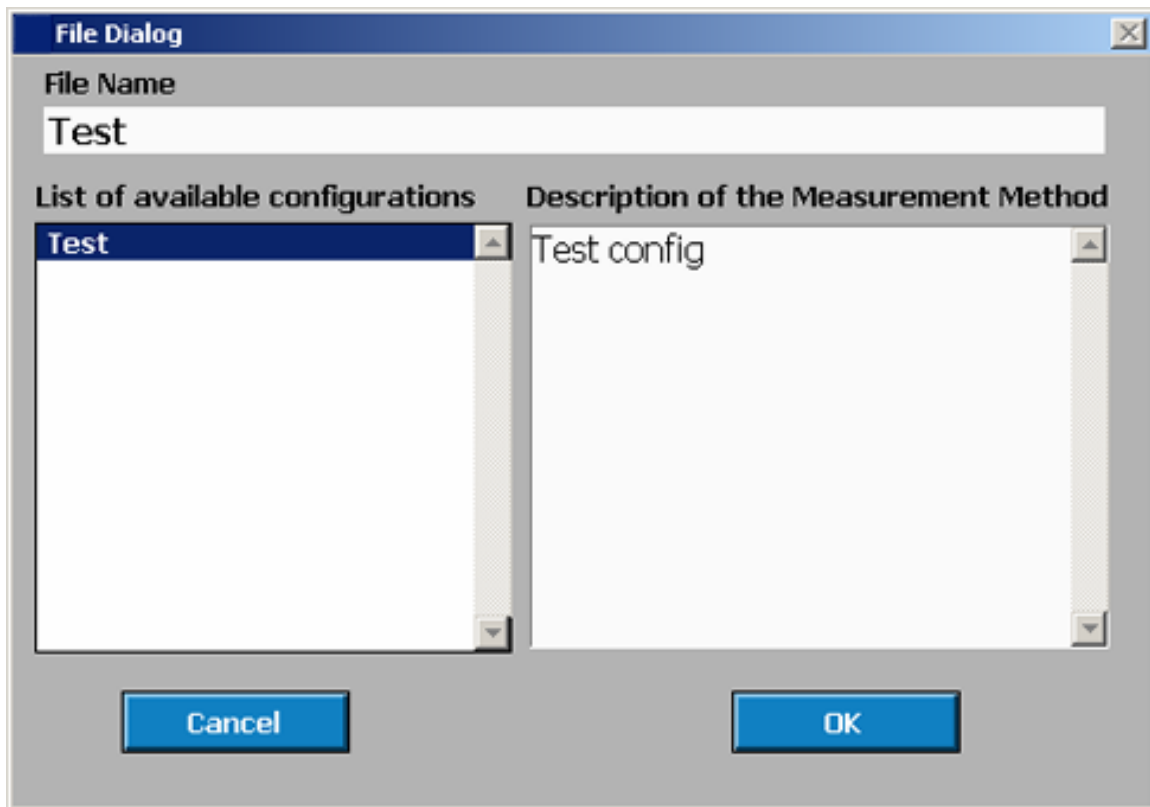 File Dialog
File Name
Test
List of available configurations
Description of the Measurement Method
Test
Test config
Cancel
OK